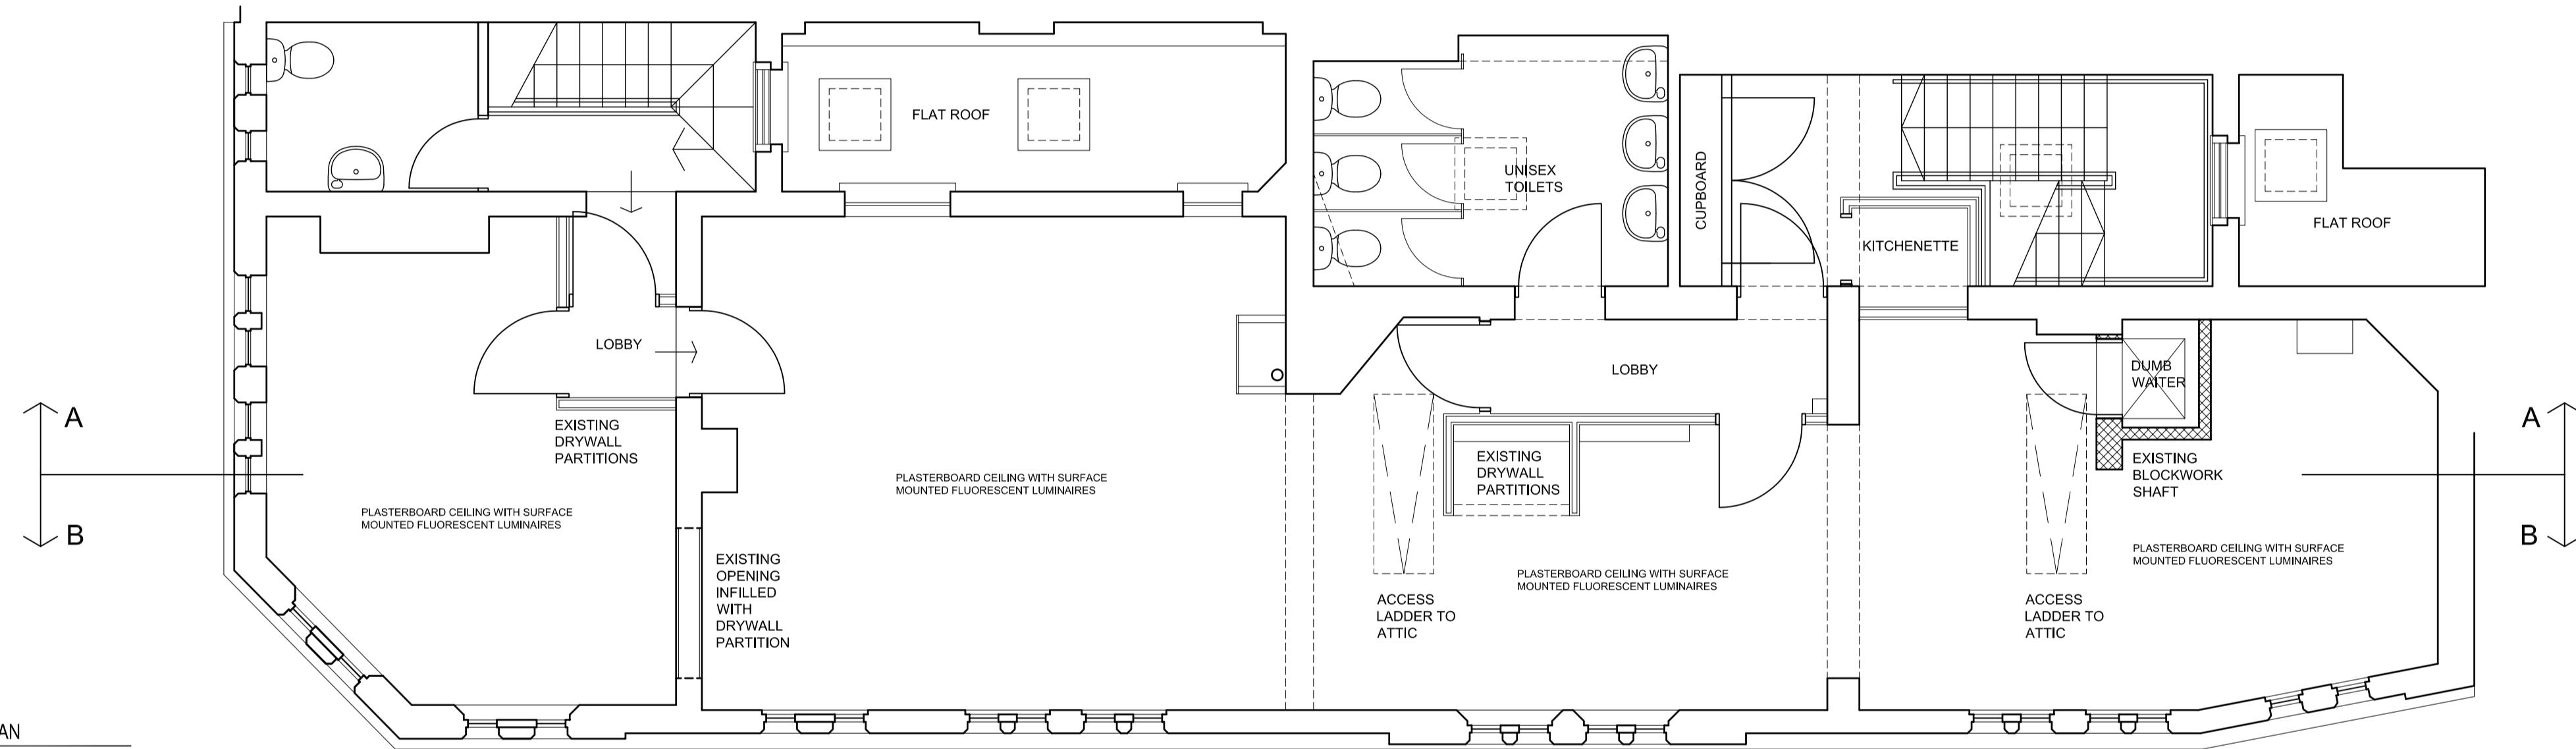 FLAT ROOF
UNISEX
TOILETS
CUPBOARD
KITCHENETTE
FLAT ROOF
LOBBY
LOBBY
DUMB
WAITER
A
B
EXISTING
DRYWALL
PARTITIONS
PLASTERBOARD CEILING WITH SURFACE
MOUNTED FLUORESCENT LUMINAIRES
PLASTERBOARD CEILING WITH SURFACE
MOUNTED FLUORESCENT LUMINAIRES
EXISTING
OPENING
INFILLED
WITH
DRYWALL
PARTITION
EXISTING
DRYWALL
PARTITIONS
ACCESS
LADDER TO
ATTIC
PLASTERBOARD CEILING WITH SURFACE
MOUNTED FLUORESCENT LUMINAIRES
EXISTING
BLOCKWORK
SHAFT
ACCESS
LADDER TO
ATTIC
PLASTERBOARD CEILING WITH SURFACE
MOUNTED FLUORESCENT LUMINAIRES
A
B
AN